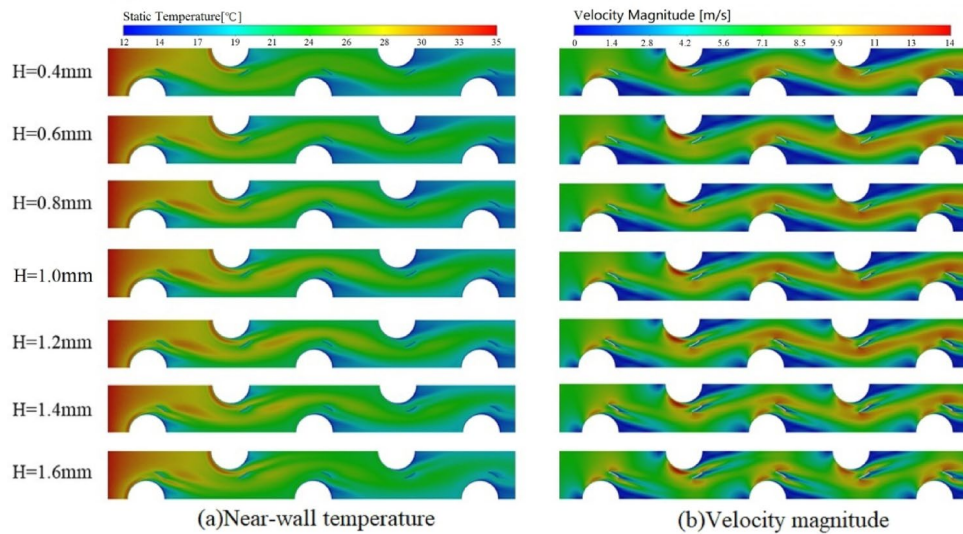 Static Temperature[°C]
12 14 17 19 21 24 26 28 30 33 35
Velocity Magnitude [m/s]
0 1.4 2.8 4.2 5.6 7.1 8.5 9.9 11 13 14
H=0.4mm
H=0.6mm
H=0.8mm
H=1.0mm
H=1.2mm
H=1.4mm
H=1.6mm
(a)Near-wall temperature
(b)Velocity magnitude